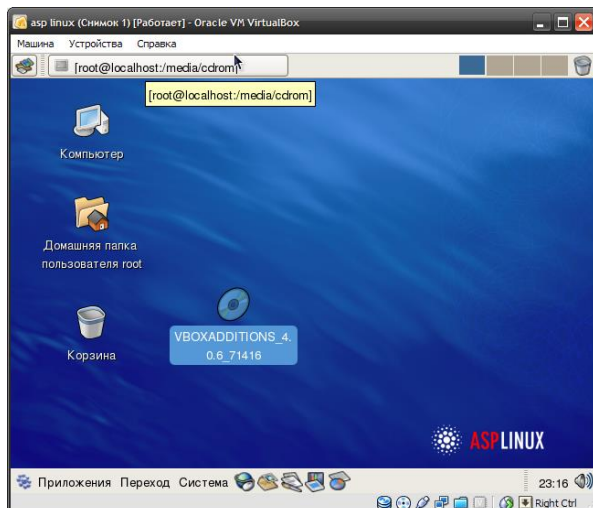 asp linux (Снимок 1) [Работает] - Oracle VM VirtualBox
Машина Устройства Справка
[root@localhost:/media/cdrom]
[root@localhost:/media/cdrom]
Компьютер
Домашняя папка
пользователя root
Корзина
VBOXADDITIONS_4.
0.6_71416
ASPLINUX
Приложения Переход Система 23:16
Right Ctrl